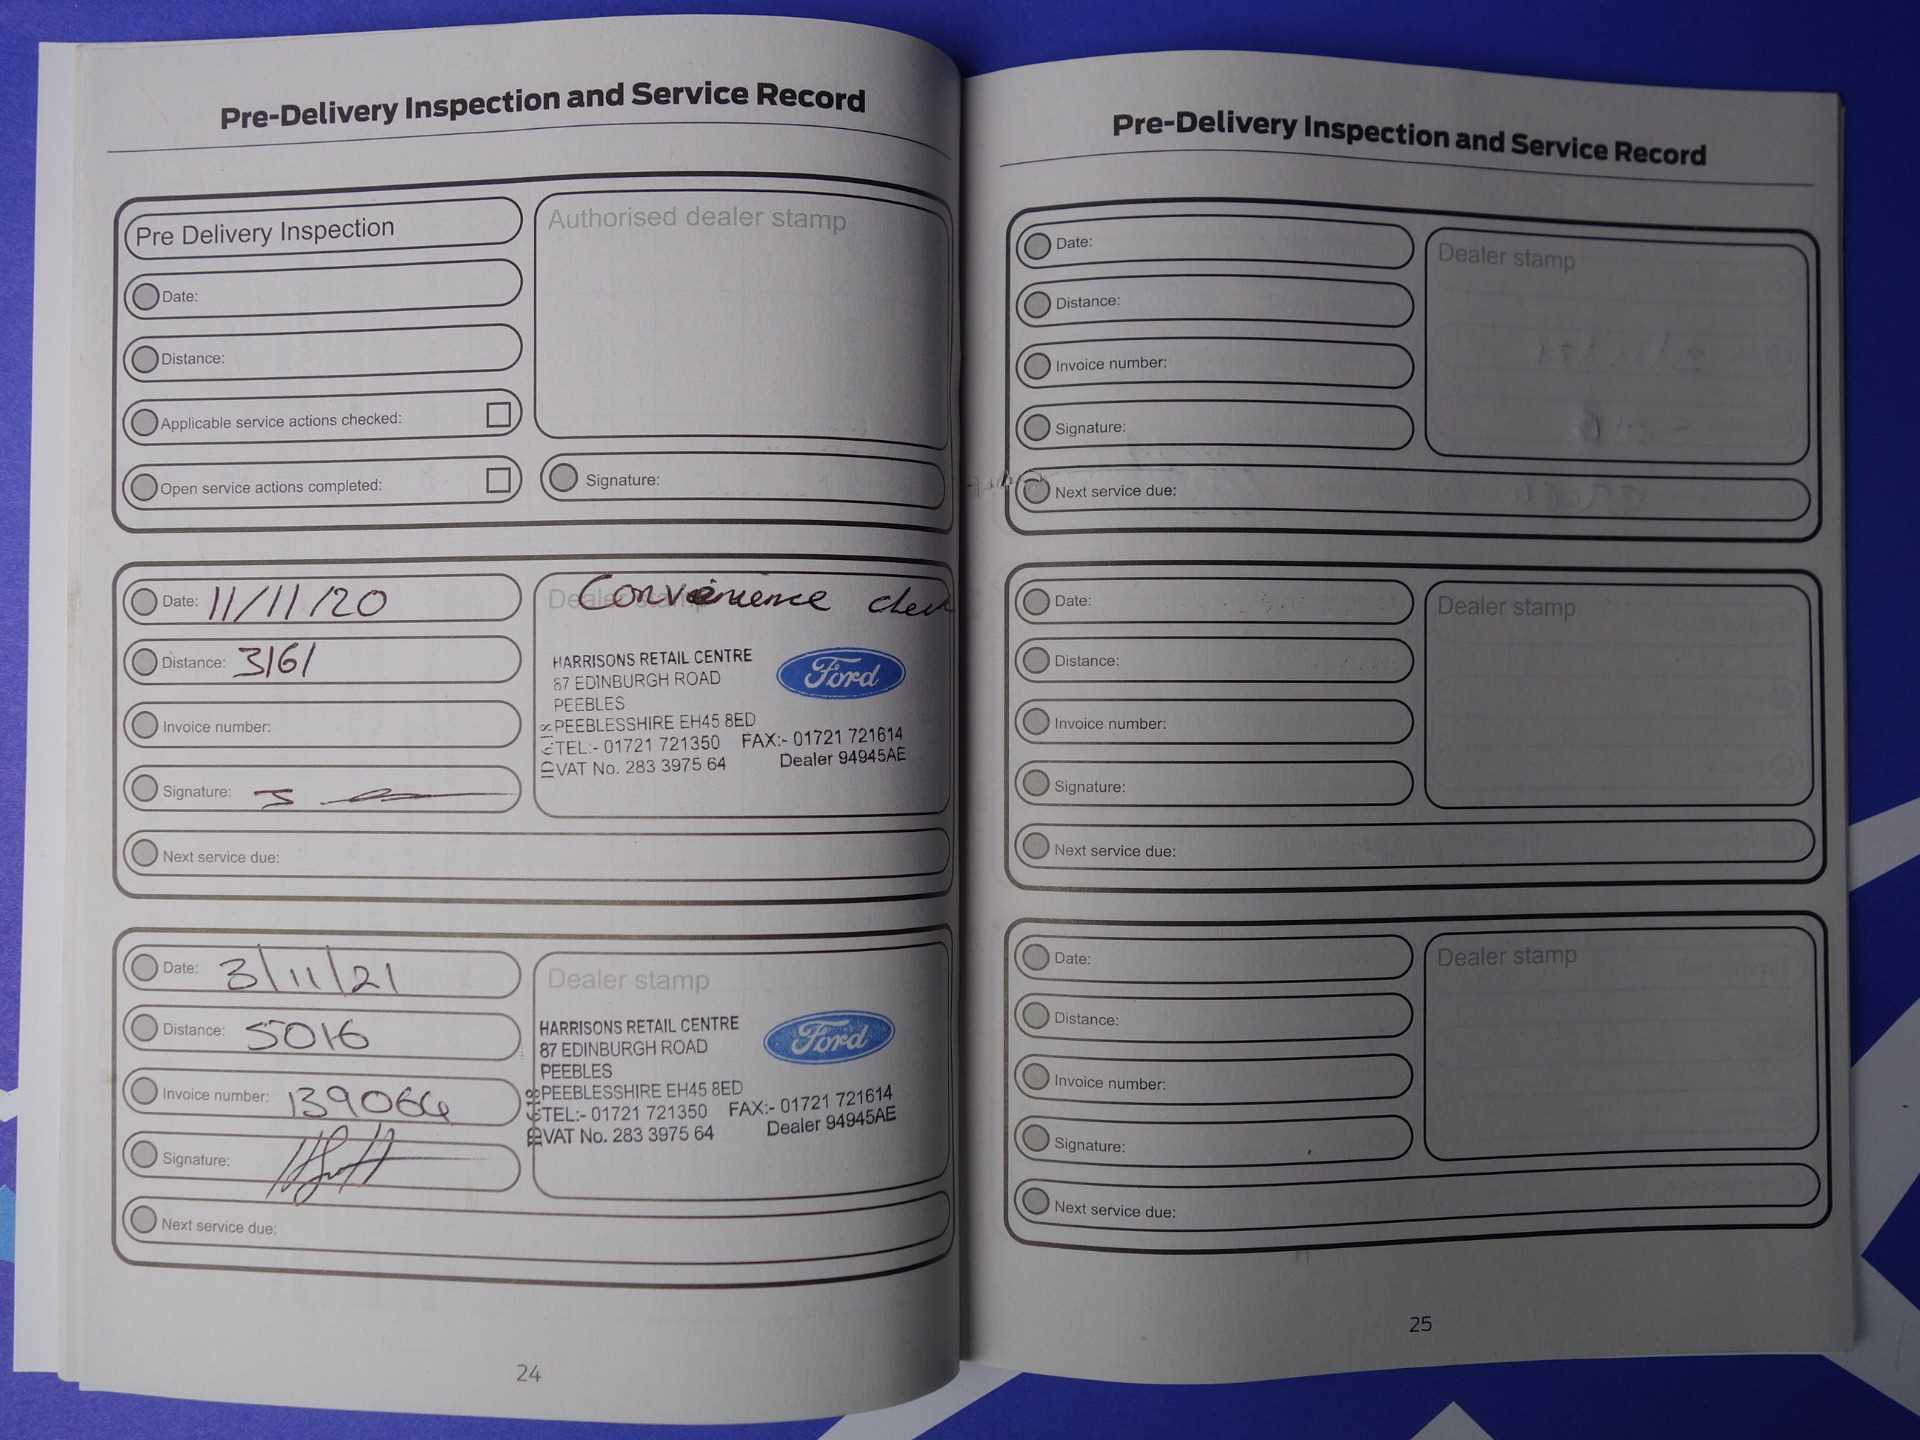 Pre-Delivery Inspection and Service Record
Pre Delivery Inspection
Date:
Distance:
Applicable service actions checked:
Open service actions completed:
Authorised dealer stamp
Signature:
Date: 11/11/20
Distance: 3161
Invoice number:
Signature:
Next service due:
Dealer stamp
Convenience check
HARRISONS RETAIL CENTRE
87 EDINBURGH ROAD
PEEBLES
PEEBLESSHIRE EH45 8ED
TEL:- 01721 721350 FAX:- 01721 721614
VAT No. 283 3975 64 Dealer 94945AE
Ford
Date: 3/11/21
Distance: 5016
Invoice number: 139064
Signature:
Next service due:
Dealer stamp
HARRISONS RETAIL CENTRE
87 EDINBURGH ROAD
PEEBLES
PEEBLESSHIRE EH45 8ED
TEL:- 01721 721350 FAX:- 01721 721614
VAT No. 283 3975 64 Dealer 94945AE
Ford
24
Pre-Delivery Inspection and Service Record
Date:
Distance:
Invoice number:
Signature:
Next service due:
Dealer stamp
Date:
Distance:
Invoice number:
Signature:
Next service due:
Dealer stamp
Date:
Distance:
Invoice number:
Signature:
Next service due:
Dealer stamp
25